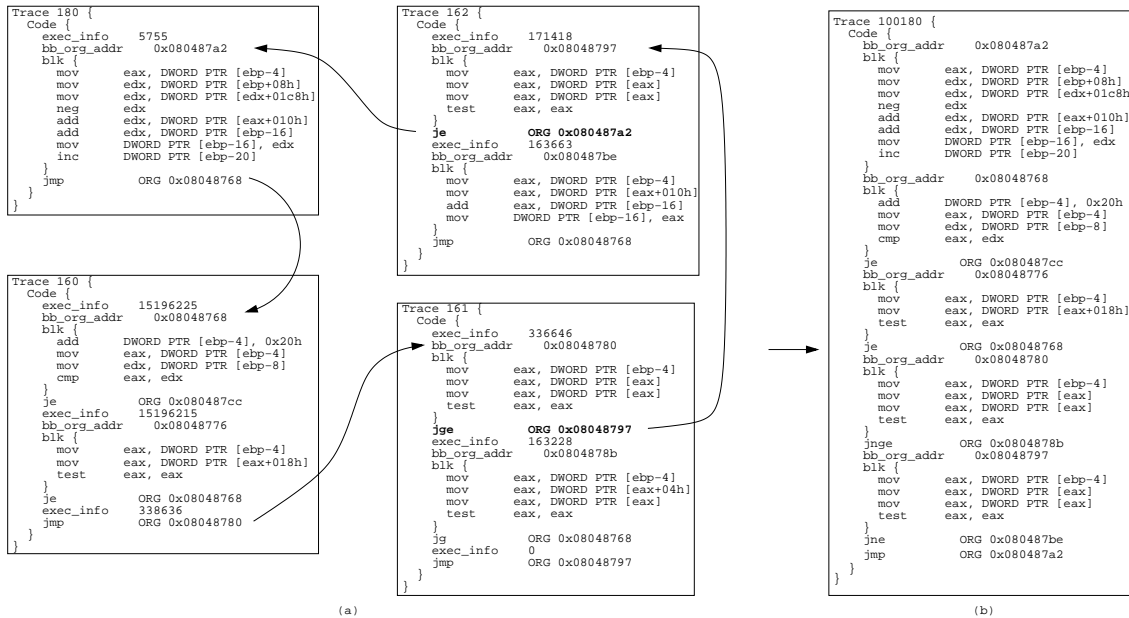 Trace 180 {
Code {
exec_info 5755
bb_org_addr 0x080487a2
blk {
mov eax, DWORD PTR [ebp-4]
mov edx, DWORD PTR [ebp+08h]
mov edx, DWORD PTR [edx+01c8h]
neg edx
add edx, DWORD PTR [eax+010h]
add edx, DWORD PTR [ebp-16]
mov DWORD PTR [ebp-16], edx
inc DWORD PTR [ebp-20]
}
jmp ORG 0x08048768
}
}
Trace 160 {
Code {
exec_info 15196225
bb_org_addr 0x08048768
blk {
add DWORD PTR [ebp-4], 0x20h
mov eax, DWORD PTR [ebp-4]
mov edx, DWORD PTR [ebp-8]
cmp eax, edx
}
je ORG 0x080487cc
exec_info 15196215
bb_org_addr 0x08048776
blk {
mov eax, DWORD PTR [ebp-4]
mov eax, DWORD PTR [eax+018h]
test eax, eax
}
je ORG 0x08048768
exec_info 338636
jmp ORG 0x08048780
}
}
Trace 162 {
Code {
exec_info 171418
bb_org_addr 0x08048797
blk {
mov eax, DWORD PTR [ebp-4]
mov eax, DWORD PTR [eax]
mov eax, DWORD PTR [eax]
test eax, eax
}
je ORG 0x080487a2
exec_info 163663
bb_org_addr 0x080487be
blk {
mov eax, DWORD PTR [ebp-4]
mov eax, DWORD PTR [eax+010h]
add eax, DWORD PTR [ebp-16]
mov DWORD PTR [ebp-16], eax
}
jmp ORG 0x08048768
}
}
Trace 161 {
Code {
exec_info 336646
bb_org_addr 0x08048780
blk {
mov eax, DWORD PTR [ebp-4]
mov eax, DWORD PTR [eax]
mov eax, DWORD PTR [eax]
test eax, eax
}
jge ORG 0x08048797
exec_info 163228
bb_org_addr 0x0804878b
blk {
mov eax, DWORD PTR [ebp-4]
mov eax, DWORD PTR [eax+04h]
mov eax, DWORD PTR [eax]
test eax, eax
}
jg ORG 0x08048768
exec_info 0
jmp ORG 0x08048797
}
}
(a)
Trace 100180 {
Code {
bb_org_addr 0x080487a2
blk {
mov eax, DWORD PTR [ebp-4]
mov edx, DWORD PTR [ebp+08h]
mov edx, DWORD PTR [edx+01c8h]
neg edx
add edx, DWORD PTR [eax+010h]
add edx, DWORD PTR [ebp-16]
mov DWORD PTR [ebp-16], edx
inc DWORD PTR [ebp-20]
}
bb_org_addr 0x08048768
blk {
add DWORD PTR [ebp-4], 0x20h
mov eax, DWORD PTR [ebp-4]
mov edx, DWORD PTR [ebp-8]
cmp eax, edx
}
je ORG 0x080487cc
bb_org_addr 0x08048776
blk {
mov eax, DWORD PTR [ebp-4]
mov eax, DWORD PTR [eax+018h]
test eax, eax
}
je ORG 0x08048768
bb_org_addr 0x08048780
blk {
mov eax, DWORD PTR [ebp-4]
mov eax, DWORD PTR [eax]
mov eax, DWORD PTR [eax]
test eax, eax
}
jnge ORG 0x0804878b
bb_org_addr 0x08048797
blk {
mov eax, DWORD PTR [ebp-4]
mov eax, DWORD PTR [eax]
mov eax, DWORD PTR [eax]
test eax, eax
}
jne ORG 0x080487be
jmp ORG 0x080487a2
}
}
(b)